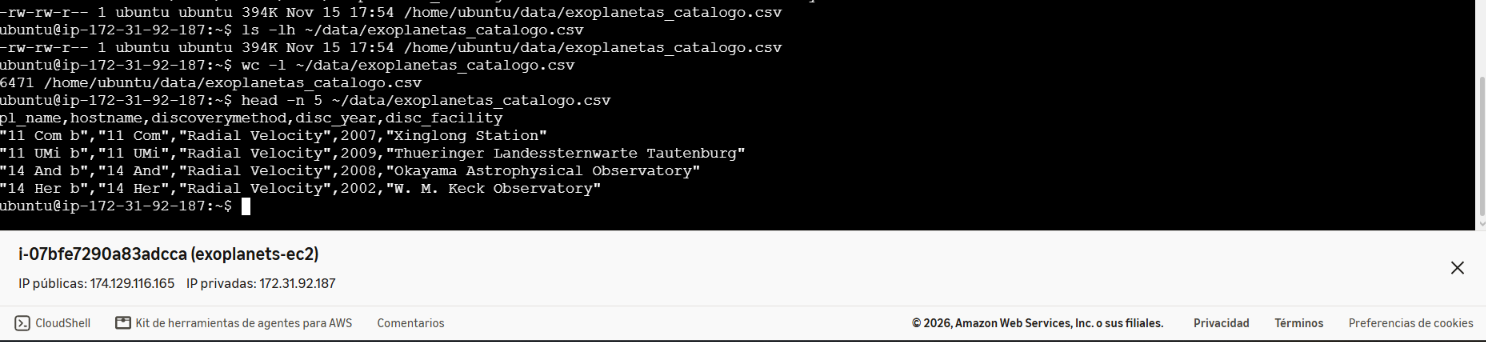 -rw-rw-r-- 1 ubuntu ubuntu 394K Nov 15 17:54 /home/ubuntu/data/exoplanetas_catalogo.csv
ubuntu@ip-172-31-92-187:~$ ls -lh ~/data/exoplanetas_catalogo.csv
-rw-rw-r-- 1 ubuntu ubuntu 394K Nov 15 17:54 /home/ubuntu/data/exoplanetas_catalogo.csv
ubuntu@ip-172-31-92-187:~$ wc -l ~/data/exoplanetas_catalogo.csv
6471 /home/ubuntu/data/exoplanetas_catalogo.csv
ubuntu@ip-172-31-92-187:~$ head -n 5 ~/data/exoplanetas_catalogo.csv
pl_name,hostname,discoverymethod,disc_year,disc_facility
"11 Com b","11 Com","Radial Velocity",2007,"Xinglong Station"
"11 UMi b","11 UMi","Radial Velocity",2009,"Thueringer Landessternwarte Tautenburg"
"14 And b","14 And","Radial Velocity",2008,"Okayama Astrophysical Observatory"
"14 Her b","14 Her","Radial Velocity",2002,"W. M. Keck Observatory"
ubuntu@ip-172-31-92-187:~$
i-07bfe7290a83adcca (exoplanets-ec2)
IP públicas: 174.129.116.165 IP privadas: 172.31.92.187
CloudShell Kit de herramientas de agentes para AWS Comentarios © 2026, Amazon Web Services, Inc. o sus filiales. Privacidad Términos Preferencias de cookies